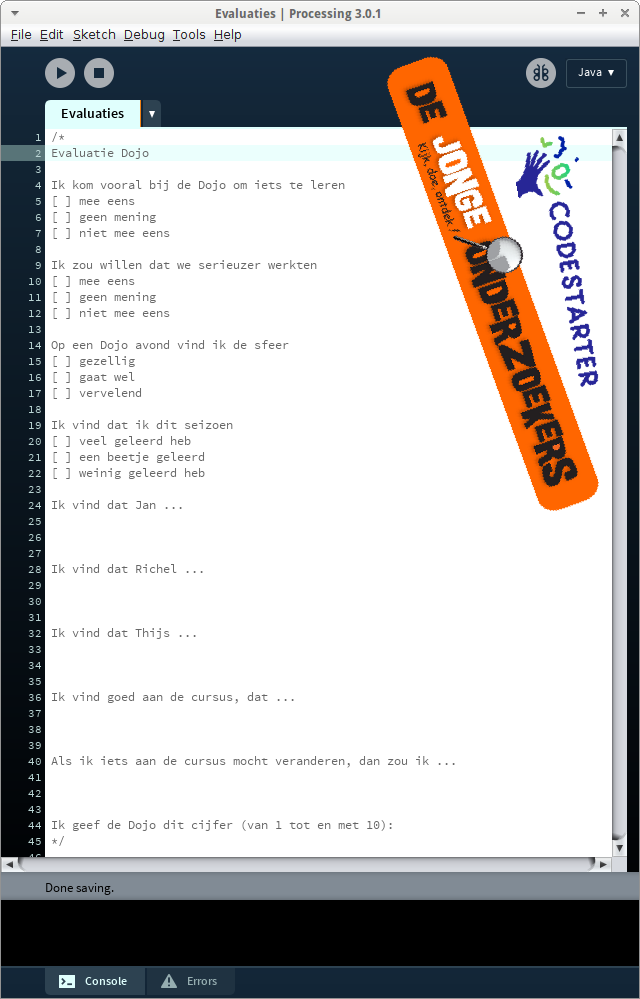 Evaluaties | Processing 3.0.1
File Edit Sketch Debug Tools Help
Java ▾
Evaluaties ▼
1 /*
2 Evaluatie Dojo
3
4 Ik kom vooral bij de Dojo om iets te leren
5 [ ] mee eens
6 [ ] geen mening
7 [ ] niet mee eens
8
9 Ik zou willen dat we serieuzer werkten
10 [ ] mee eens
11 [ ] geen mening
12 [ ] niet mee eens
13
14 Op een Dojo avond vind ik de sfeer
15 [ ] gezellig
16 [ ] gaat wel
17 [ ] vervelend
18
19 Ik vind dat ik dit seizoen
20 [ ] veel geleerd heb
21 [ ] een beetje geleerd
22 [ ] weinig geleerd heb
23
24 Ik vind dat Jan ...
25
26
27
28 Ik vind dat Richel ...
29
30
31
32 Ik vind dat Thijs ...
33
34
35
36 Ik vind goed aan de cursus, dat ...
37
38
39
40 Als ik iets aan de cursus mocht veranderen, dan zou ik ...
41
42
43
44 Ik geef de Dojo dit cijfer (van 1 tot en met 10):
45 */
46
DE JONGE ONDERZOEKERS
Kijk, doe, ontdek!
CODESTARTER
Done saving.
Console
Errors